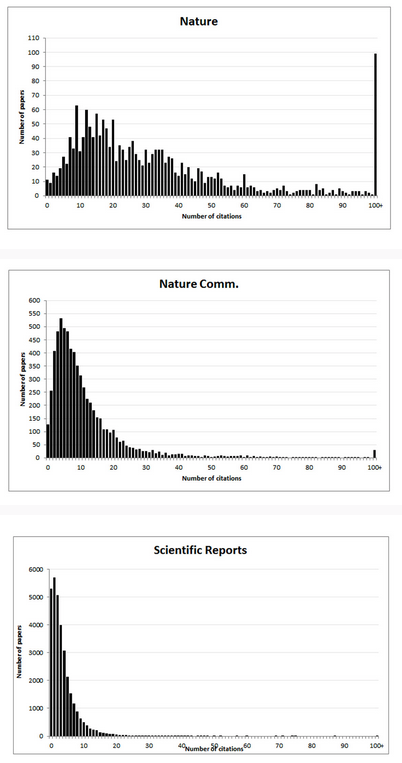 Nature
110
100
90
80
70
60
50
40
30
20
10
0
Number of papers
0 10 20 30 40 50 60 70 80 90 100+
Number of citations
Nature Comm.
600
550
500
450
400
350
300
250
200
150
100
50
0
Number of papers
0 10 20 30 40 50 60 70 80 90 100+
Number of citations
Scientific Reports
6000
5000
4000
3000
2000
1000
0
Number of papers
0 10 20 30 40 50 60 70 80 90 100+
Number of citations